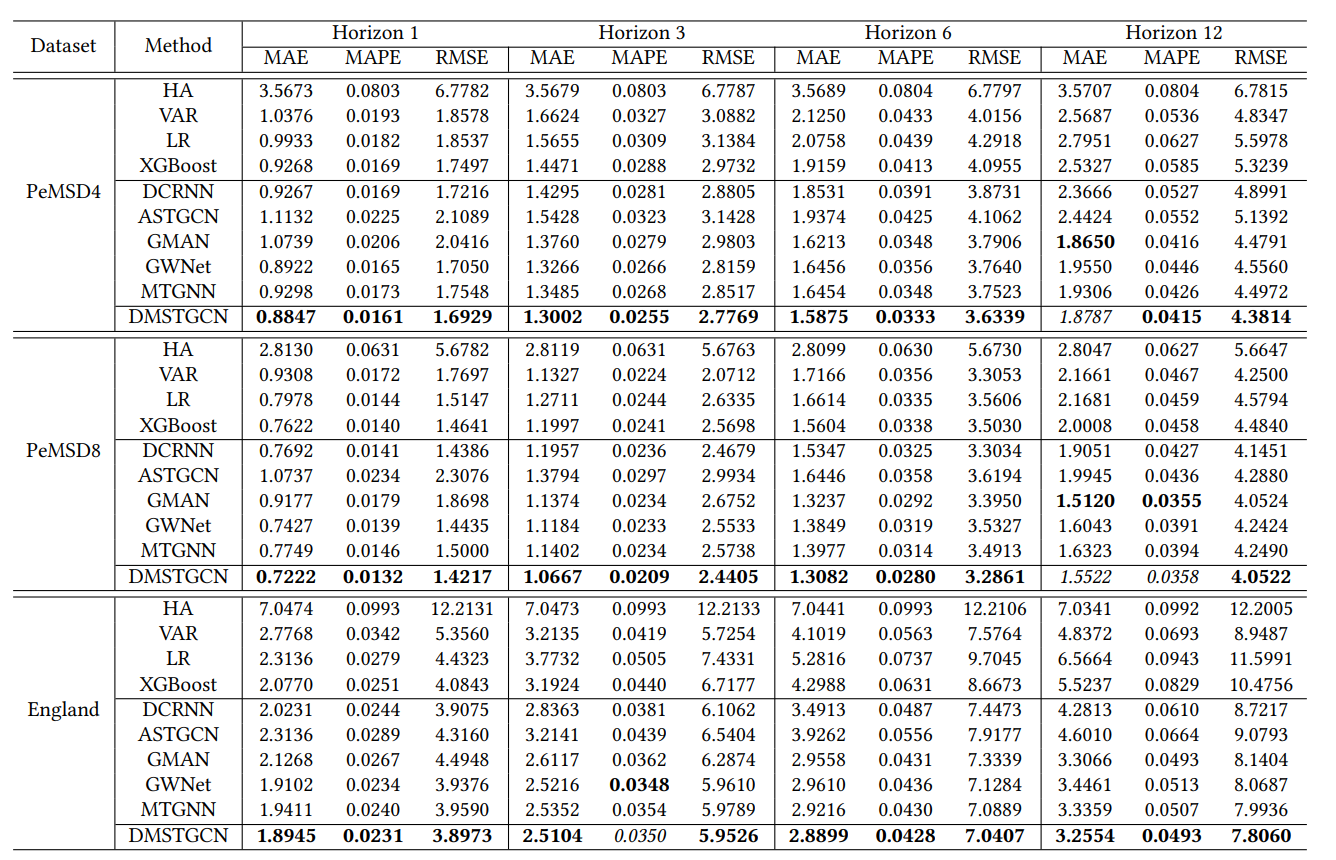 Dataset Method Horizon 1 Horizon 3 Horizon 6 Horizon 12
MAE MAPE RMSE MAE MAPE RMSE MAE MAPE RMSE MAE MAPE RMSE
PeMSD4
HA 3.5673 0.0803 6.7782 3.5679 0.0803 6.7787 3.5689 0.0804 6.7797 3.5707 0.0804 6.7815
VAR 1.0376 0.0193 1.8578 1.6624 0.0327 3.0882 2.1250 0.0433 4.0156 2.5687 0.0536 4.8347
LR 0.9933 0.0182 1.8537 1.5655 0.0309 3.1384 2.0758 0.0439 4.2918 2.7951 0.0627 5.5978
XGBoost 0.9268 0.0169 1.7497 1.4471 0.0288 2.9732 1.9159 0.0413 4.0955 2.5327 0.0585 5.3239
DCRNN 0.9267 0.0169 1.7216 1.4295 0.0281 2.8805 1.8531 0.0391 3.8731 2.3666 0.0527 4.8991
ASTGCN 1.1132 0.0225 2.1089 1.5428 0.0323 3.1428 1.9374 0.0425 4.1062 2.4424 0.0552 5.1392
GMAN 1.0739 0.0206 2.0416 1.3760 0.0279 2.9803 1.6213 0.0348 3.7906 1.8650 0.0416 4.4791
GWNet 0.8922 0.0165 1.7050 1.3266 0.0266 2.8159 1.6456 0.0356 3.7640 1.9550 0.0446 4.5560
MTGNN 0.9298 0.0173 1.7548 1.3485 0.0268 2.8517 1.6454 0.0348 3.7523 1.9306 0.0426 4.4972
DMSTGCN 0.8847 0.0161 1.6929 1.3002 0.0255 2.7769 1.5875 0.0333 3.6339 1.8787 0.0415 4.3814
PeMSD8
HA 2.8130 0.0631 5.6782 2.8119 0.0631 5.6763 2.8099 0.0630 5.6730 2.8047 0.0627 5.6647
VAR 0.9308 0.0172 1.7697 1.1327 0.0224 2.0712 1.7166 0.0356 3.3053 2.1661 0.0467 4.2500
LR 0.7978 0.0144 1.5147 1.2711 0.0244 2.6335 1.6114 0.0335 3.5606 2.1681 0.0459 4.5794
XGBoost 0.7622 0.0140 1.4641 1.1997 0.0241 2.5698 1.5604 0.0338 3.5030 2.0008 0.0458 4.4840
DCRNN 0.7692 0.0141 1.4386 1.1957 0.0236 2.4679 1.5347 0.0325 3.3034 1.9051 0.0427 4.1451
ASTGCN 1.0737 0.0234 2.3076 1.3794 0.0297 2.9934 1.6446 0.0358 3.6194 1.9945 0.0436 4.2880
GMAN 0.9177 0.0179 1.8698 1.1374 0.0234 2.6752 1.3237 0.0292 3.3950 1.5120 0.0355 4.0524
GWNet 0.7427 0.0139 1.4435 1.1184 0.0233 2.5533 1.3849 0.0319 3.5327 1.6043 0.0391 4.2424
MTGNN 0.7749 0.0146 1.5000 1.1402 0.0234 2.5738 1.3977 0.0314 3.4913 1.6323 0.0394 4.2490
DMSTGCN 0.7222 0.0132 1.4217 1.0667 0.0209 2.4405 1.3082 0.0280 3.2861 1.5522 0.0358 4.0522
England
HA 7.0474 0.0993 12.2131 7.0473 0.0993 12.2133 7.0441 0.0993 12.2106 7.0341 0.0992 12.2005
VAR 2.7768 0.0342 5.3560 3.2135 0.0419 5.7254 4.1019 0.0563 7.5764 4.8372 0.0693 8.9487
LR 2.3136 0.0279 4.4323 3.7732 0.0505 7.4331 5.2816 0.0737 9.7045 6.5664 0.0943 11.5991
XGBoost 2.0770 0.0251 4.0843 3.1924 0.0440 6.7177 4.2988 0.0631 8.6673 5.5237 0.0829 10.4756
DCRNN 2.0231 0.0244 3.9075 2.8363 0.0381 6.1062 3.4913 0.0487 7.4473 4.2813 0.0610 8.7217
ASTGCN 2.3136 0.0289 4.3160 3.2141 0.0439 6.5404 3.9262 0.0556 7.9177 4.6010 0.0664 9.0793
GMAN 2.1268 0.0267 4.4948 2.6117 0.0362 6.2874 2.9558 0.0431 7.3339 3.3066 0.0493 8.1404
GWNet 1.9102 0.0234 3.9376 2.5216 0.0348 5.9610 2.9610 0.0436 7.1284 3.4461 0.0513 8.0687
MTGNN 1.9411 0.0240 3.9590 2.5352 0.0354 5.9789 2.9216 0.0430 7.0889 3.3359 0.0507 7.9936
DMSTGCN 1.8945 0.0231 3.8973 2.5104 0.0350 5.9526 2.8899 0.0428 7.0407 3.2554 0.0493 7.8060